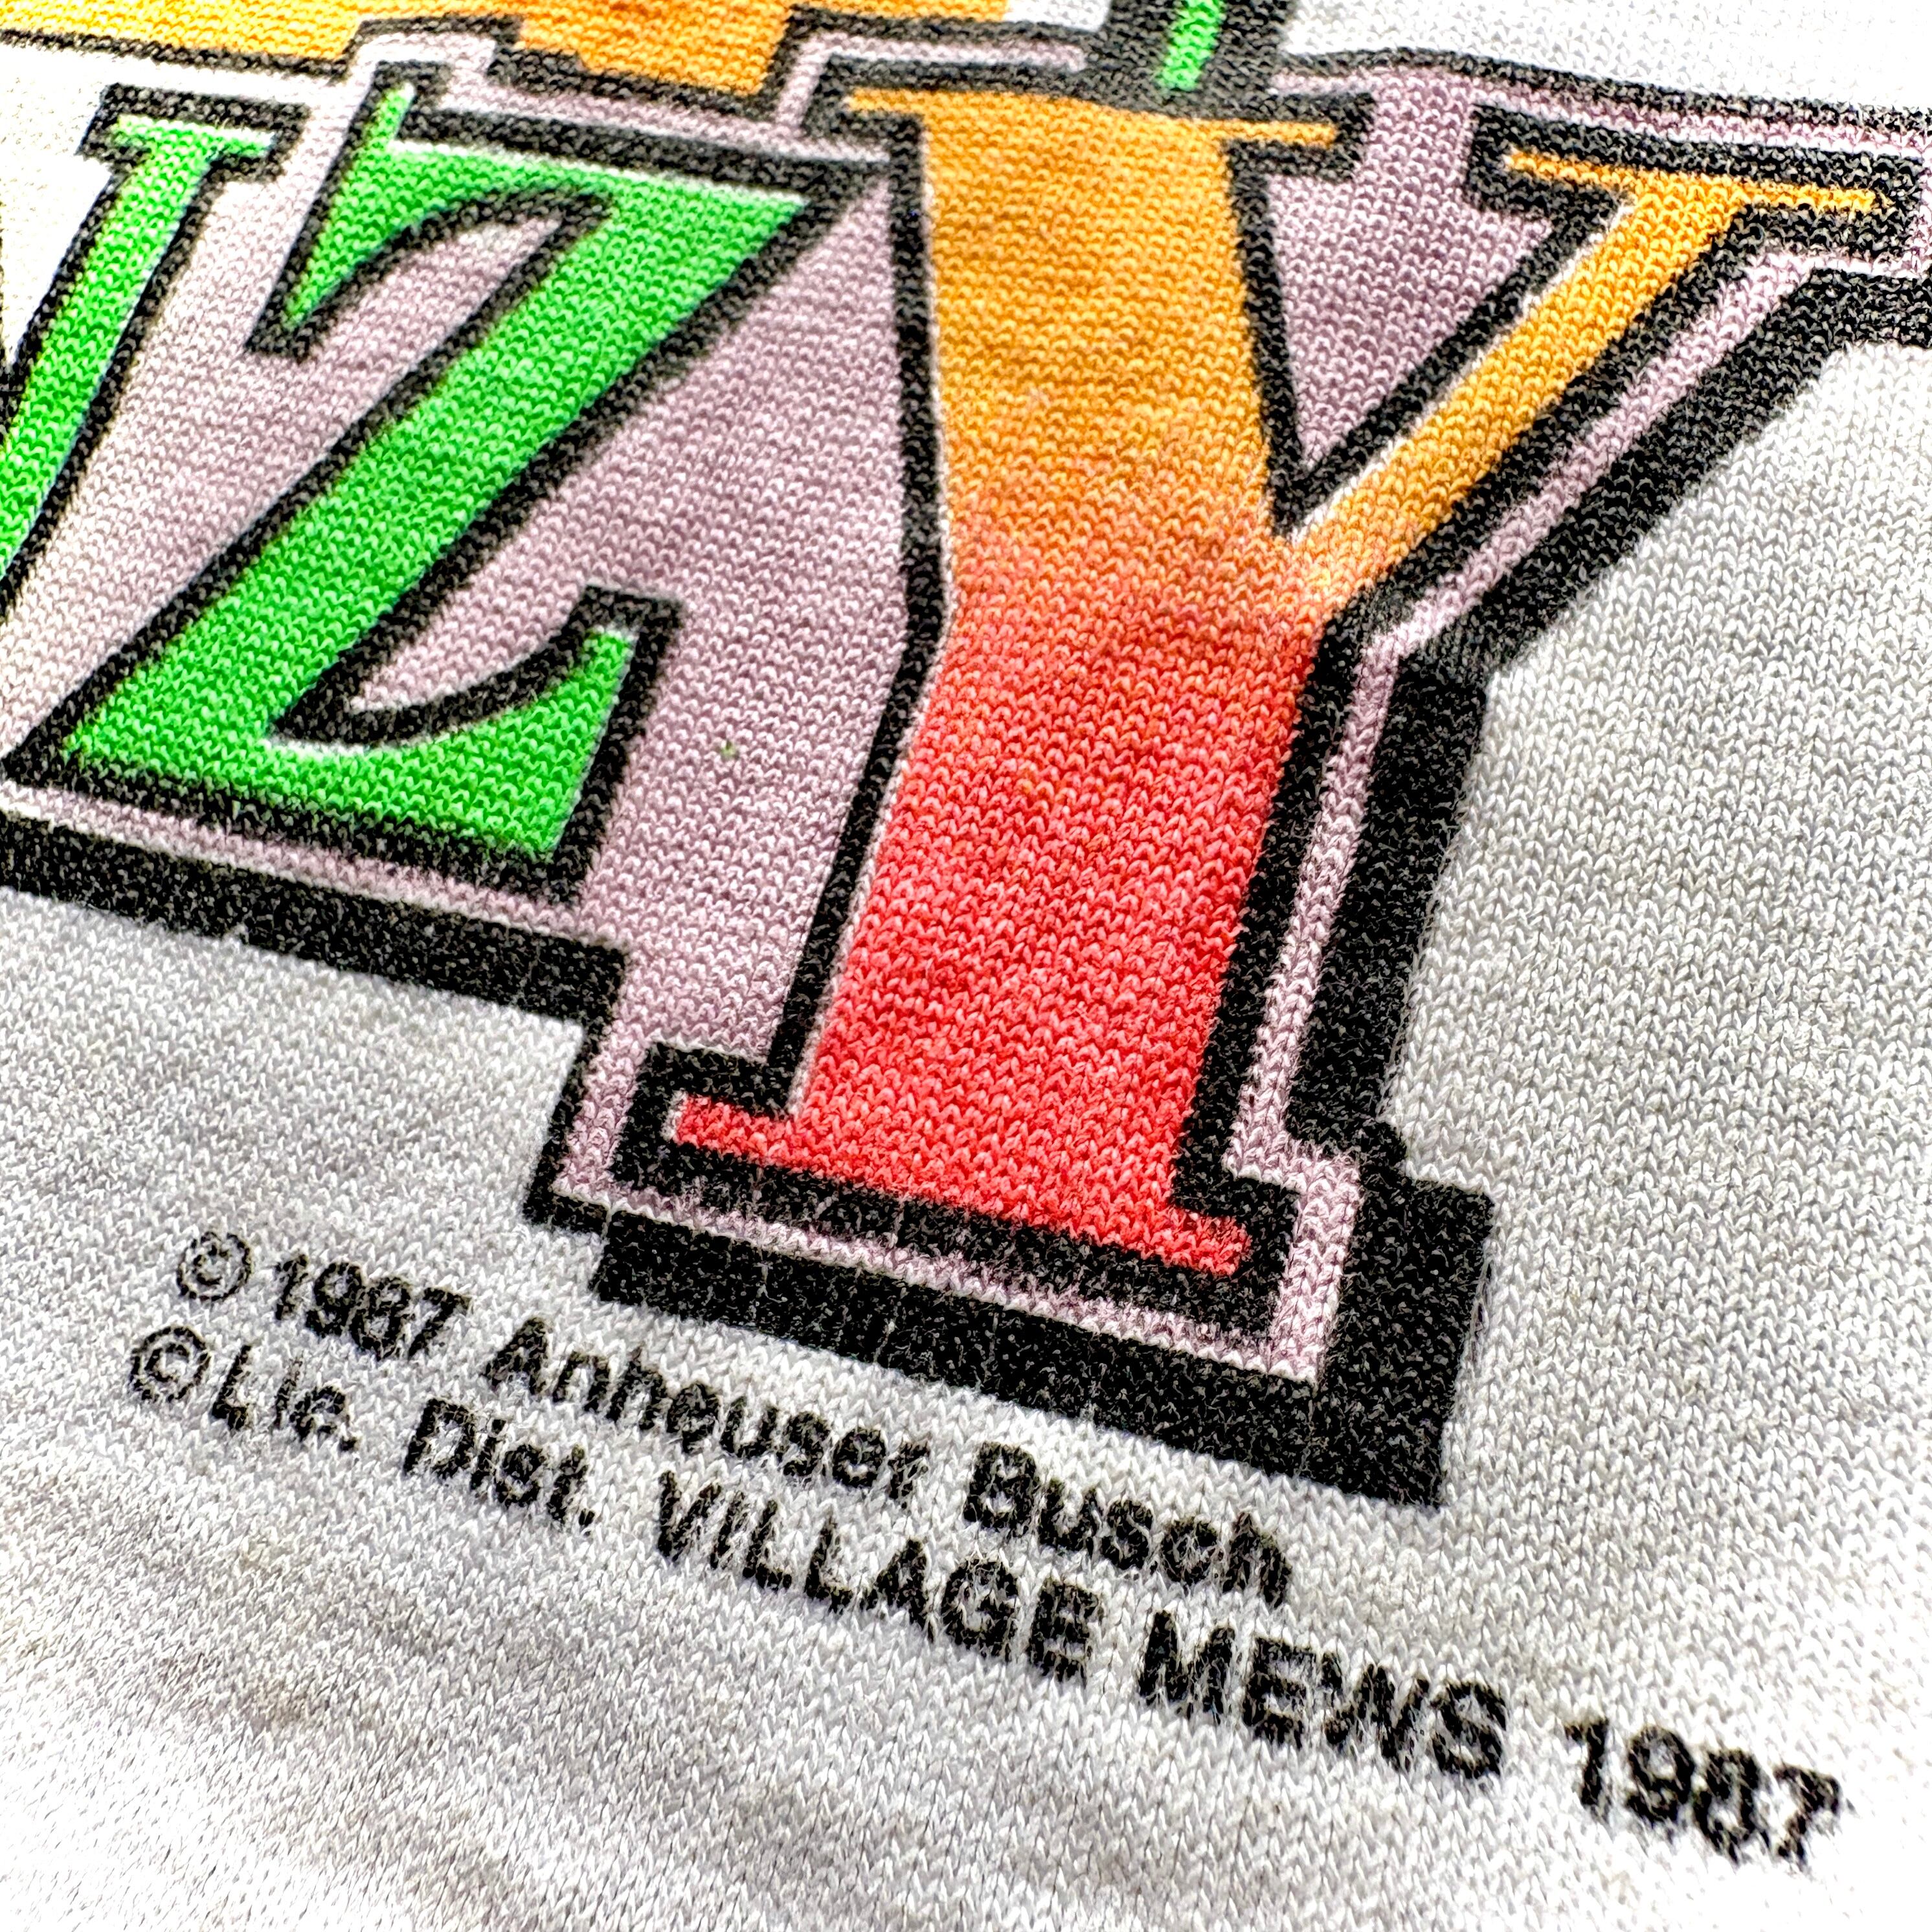 ZY
© 1987 Anheuser Busch
© Lic. Dist. VILLAGE MEWS 1987